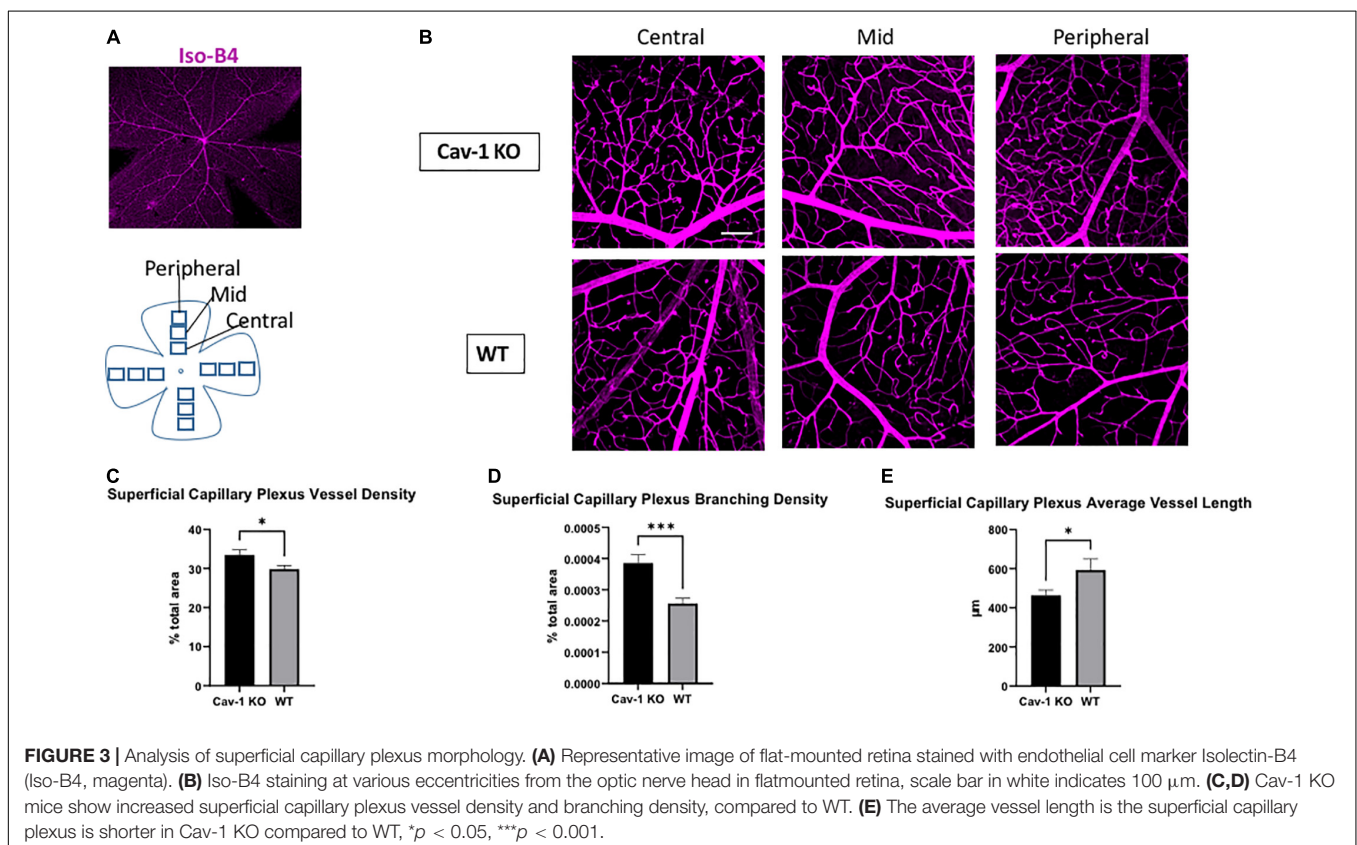 A
Iso-B4
Peripheral
Mid
Central
B
Central Mid Peripheral
Cav-1 KO
WT
C
Superficial Capillary Plexus Vessel Density
% total area
40
30
20
10
0
*
Cav-1 KO WT
D
Superficial Capillary Plexus Branching Density
% total area
0.0005
0.0004
0.0003
0.0002
0.0001
0.0000
***
Cav-1 KO WT
E
Superficial Capillary Plexus Average Vessel Length
μm
800
600
400
200
0
*
Cav-1 KO WT
FIGURE 3 | Analysis of superficial capillary plexus morphology. (A) Representative image of flat-mounted retina stained with endothelial cell marker Isolectin-B4
(Iso-B4, magenta). (B) Iso-B4 staining at various eccentricities from the optic nerve head in flatmounted retina, scale bar in white indicates 100 μm. (C,D) Cav-1 KO
mice show increased superficial capillary plexus vessel density and branching density, compared to WT. (E) The average vessel length is the superficial capillary
plexus is shorter in Cav-1 KO compared to WT, *p < 0.05, ***p < 0.001.